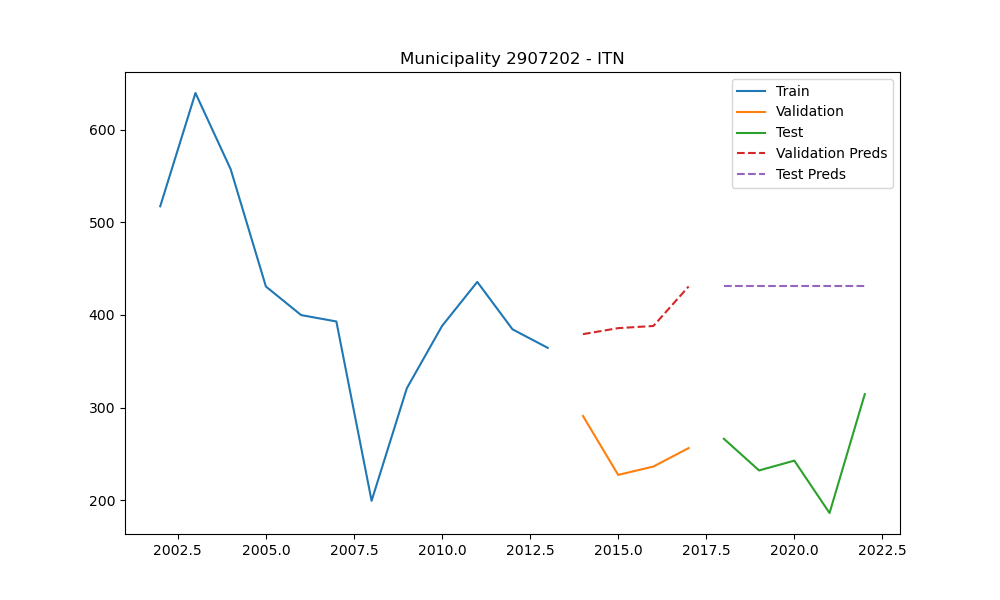 Municipality 2907202 - ITN
Train
Validation
Test
Validation Preds
Test Preds
600
500
400
300
200
2002.5 2005.0 2007.5 2010.0 2012.5 2015.0 2017.5 2020.0 2022.5